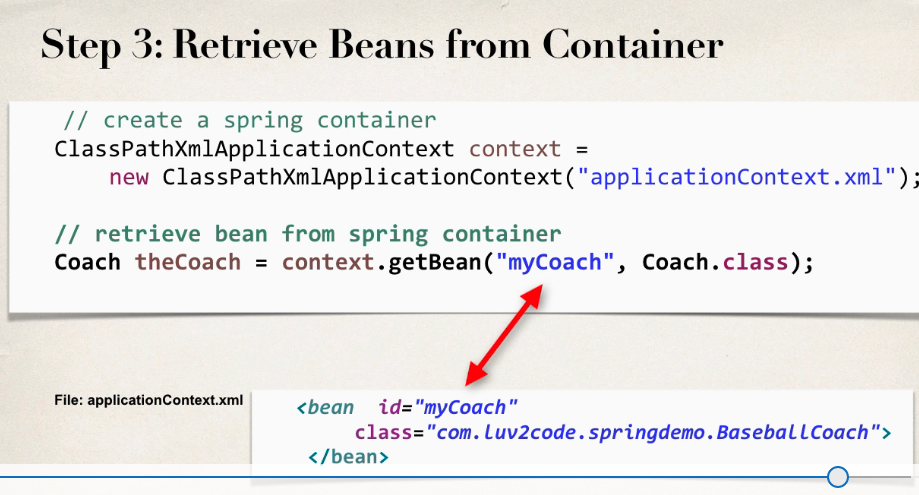 Step 3: Retrieve Beans from Container
// create a spring container
ClassPathXmlApplicationContext context =
new ClassPathXmlApplicationContext("applicationContext.xml");
// retrieve bean from spring container
Coach theCoach = context.getBean("myCoach", Coach.class);
File: applicationContext.xml
<bean id="myCoach"
class="com.luv2code.springdemo.BaseballCoach">
</bean>